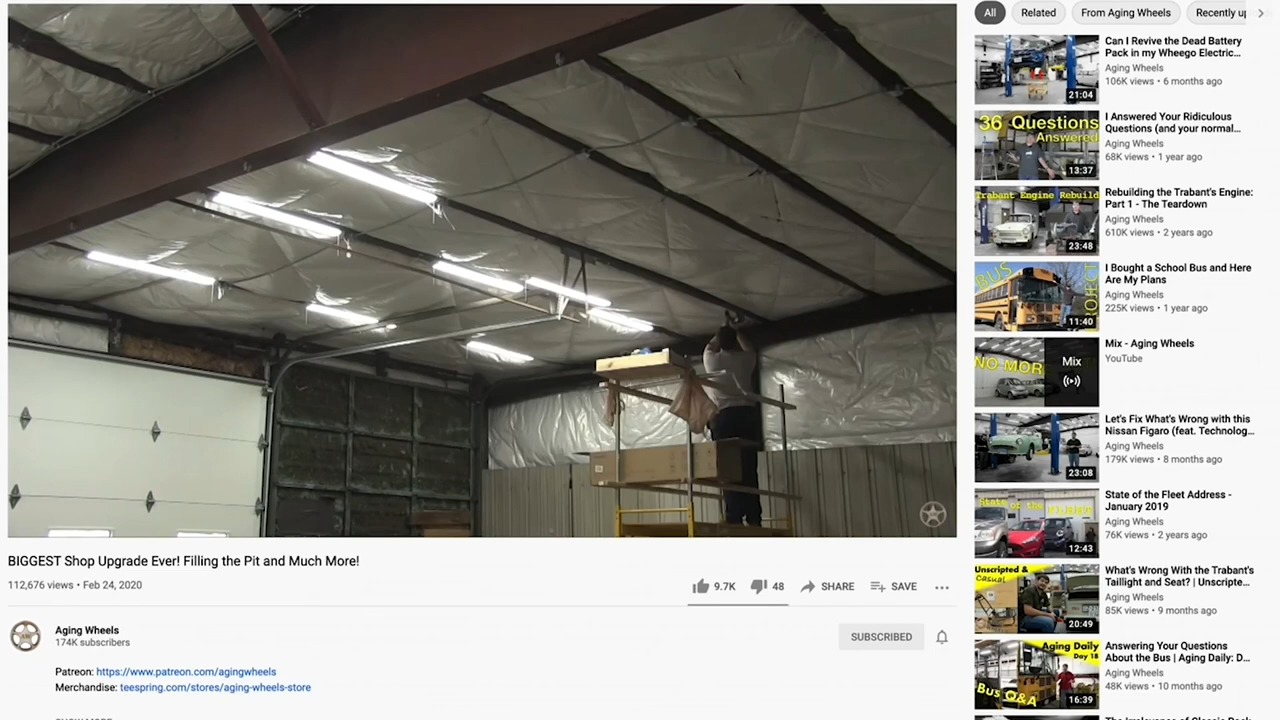 All
Related
From Aging Wheels
Recently up
BIGGEST Shop Upgrade Ever! Filling the Pit and Much More!
112,676 views • Feb 24, 2020
9.7K
48
SHARE
SAVE
Aging Wheels
174K subscribers
SUBSCRIBED
Patreon: https://www.patreon.com/agingwheels
Merchandise: teespring.com/stores/aging-wheels-store
21:04
Can I Revive the Dead Battery
Pack in my Wheego Electric...
Aging Wheels
106K views • 6 months ago
36 Questions
Answered
13:37
I Answered Your Ridiculous
Questions (and your normal...
Aging Wheels
68K views • 1 year ago
Trabant Engine Rebuild
23:48
Rebuilding the Trabant's Engine:
Part 1 - The Teardown
Aging Wheels
610K views • 2 years ago
BUS
PROJECT
11:40
I Bought a School Bus and Here
Are My Plans
Aging Wheels
225K views • 1 year ago
NO MORE
Mix
Mix - Aging Wheels
YouTube
23:08
Let's Fix What's Wrong with this
Nissan Figaro (feat. Technolog...
Aging Wheels
179K views • 8 months ago
State of the
12:43
State of the Fleet Address -
January 2019
Aging Wheels
76K views • 2 years ago
Unscripted &
Casual
20:49
What's Wrong With the Trabant's
Taillight and Seat? | Unscripte...
Aging Wheels
85K views • 9 months ago
Aging Daily
Day 18
Bus Q&A
16:39
Answering Your Questions
About the Bus | Aging Daily: D...
Aging Wheels
48K views • 10 months ago